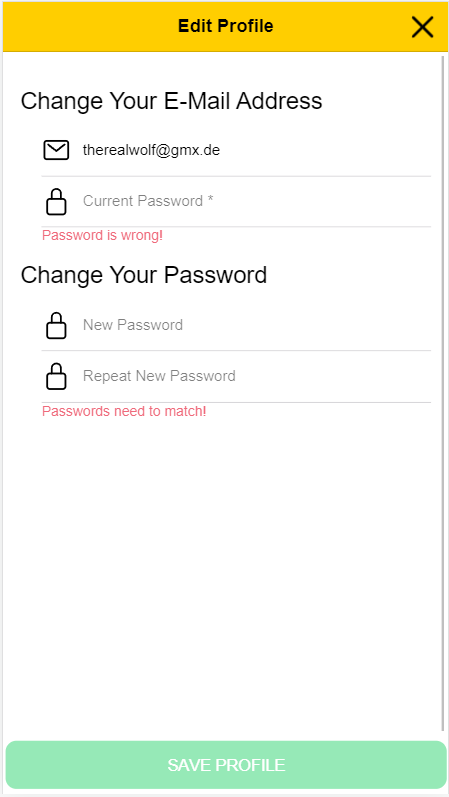 Edit Profile
Change Your E-Mail Address
therealwolf@gmx.de
Current Password *
Password is wrong!
Change Your Password
New Password
Repeat New Password
Passwords need to match!
SAVE PROFILE